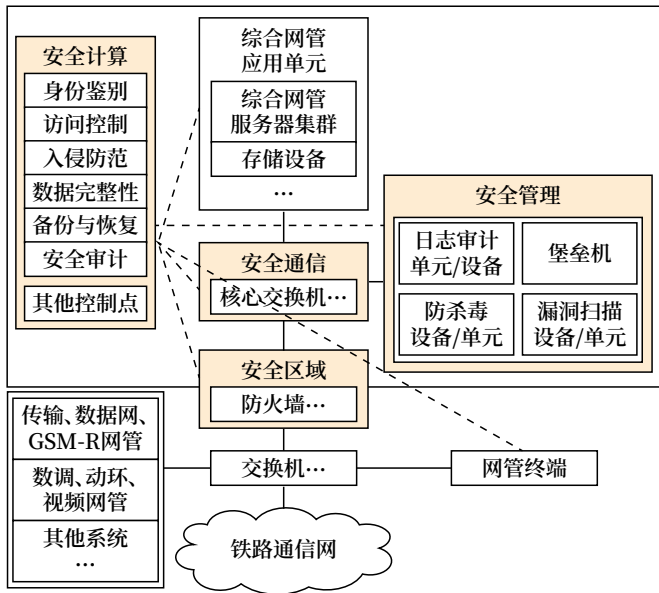 安全计算
身份鉴别
访问控制
入侵防范
数据完整性
备份与恢复
安全审计
其他控制点
综合网管
应用单元
综合网管
服务器集群
存储设备
…
安全通信
核心交换机…
安全区域
防火墙…
安全管理
日志审计
单元/设备
堡垒机
防杀毒
设备/单元
漏洞扫描
设备/单元
传输、数据网、
GSM-R网管
数调、动环、
视频网管
其他系统
…
交换机…
网管终端
铁路通信网